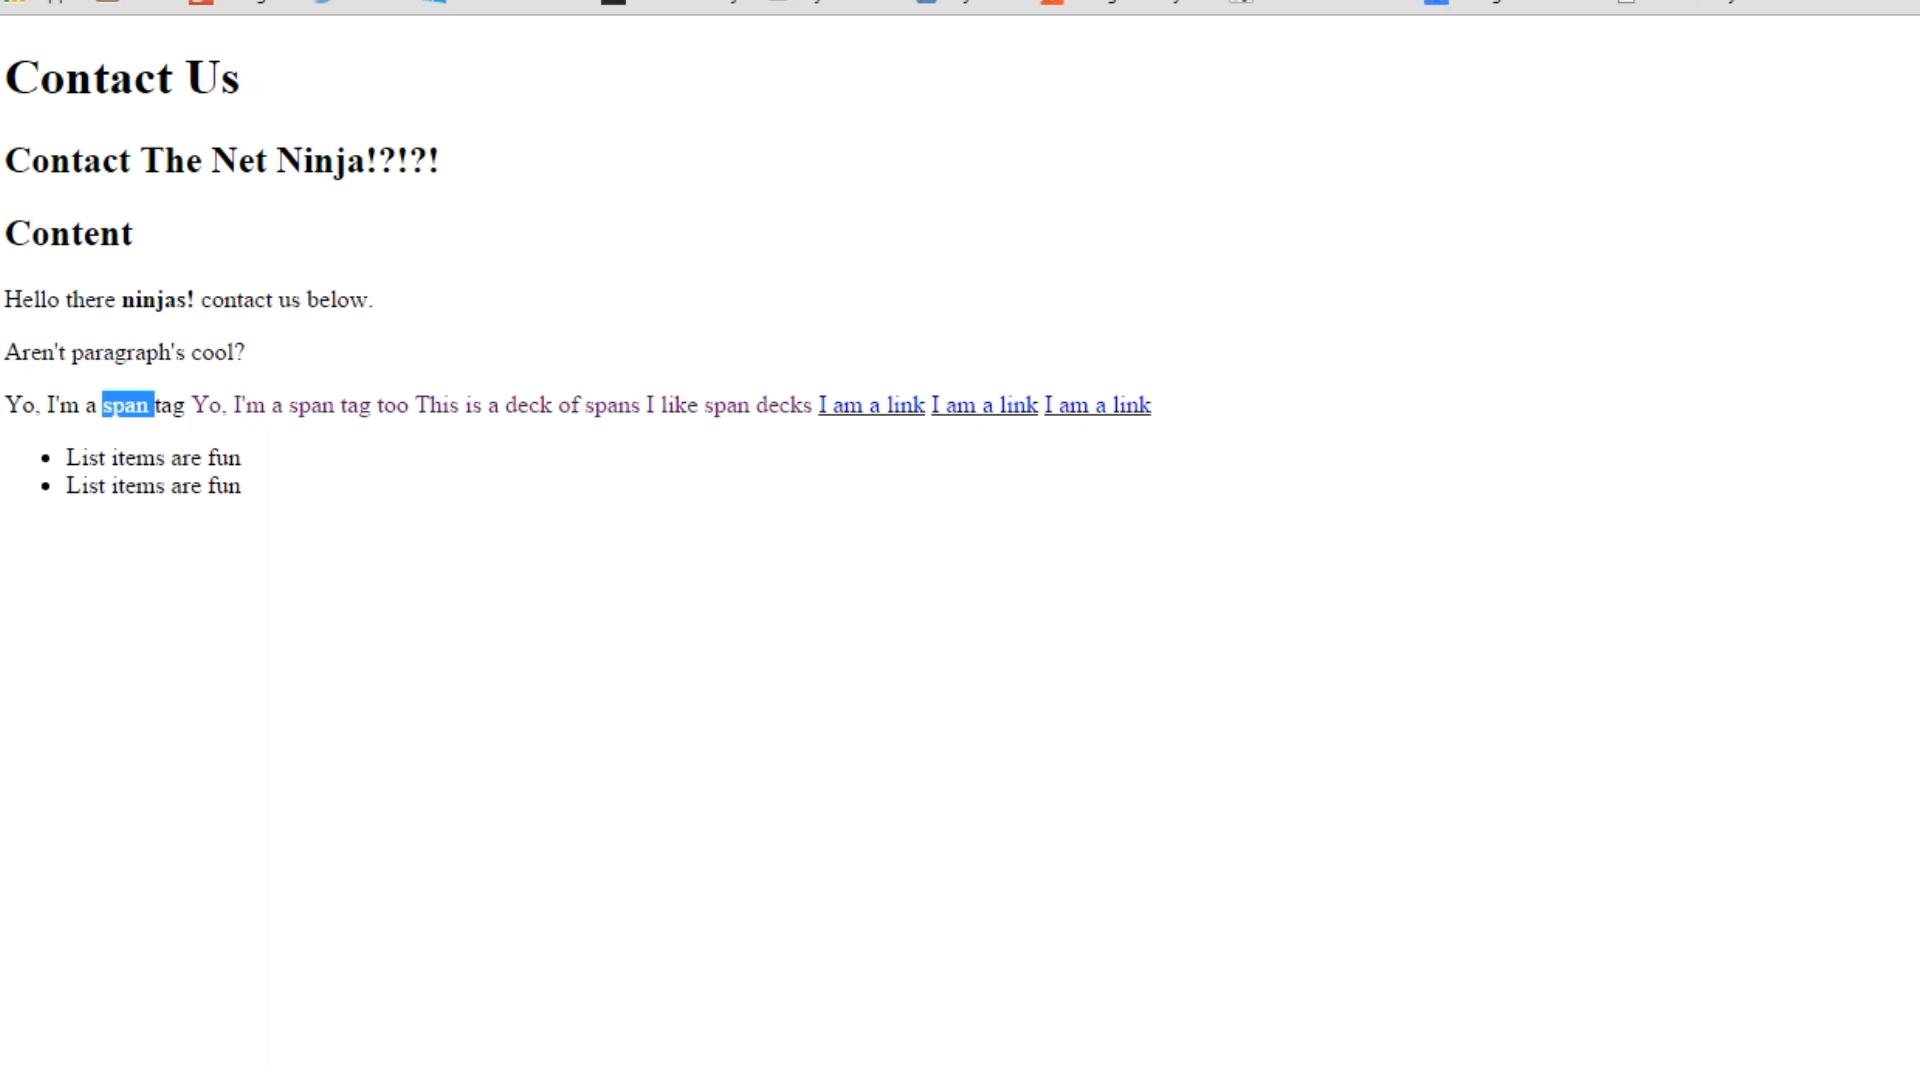 Contact Us
Contact The Net Ninja!?!?!
Content
Hello there ninjas! contact us below.
Aren't paragraph's cool?
Yo, I'm a span tag Yo, I'm a span tag too This is a deck of spans I like span decks I am a link I am a link I am a link
List items are fun
List items are fun